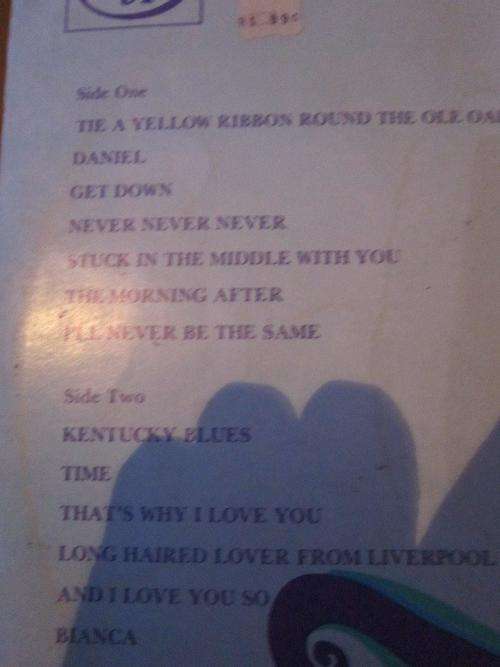 Side One
TIE A YELLOW RIBBON ROUND THE OLE
DANIEL
GET DOWN
NEVER NEVER NEVER
STUCK IN THE MIDDLE WITH YOU
THE MORNING AFTER
I'LL NEVER BE THE SAME
Side Two
KENTUCKY BLUES
TIME
THAT'S WHY I LOVE YOU
LONG HAIRED LOVER FROM LIVERPOOL
AND I LOVE YOU SO
BIANCA